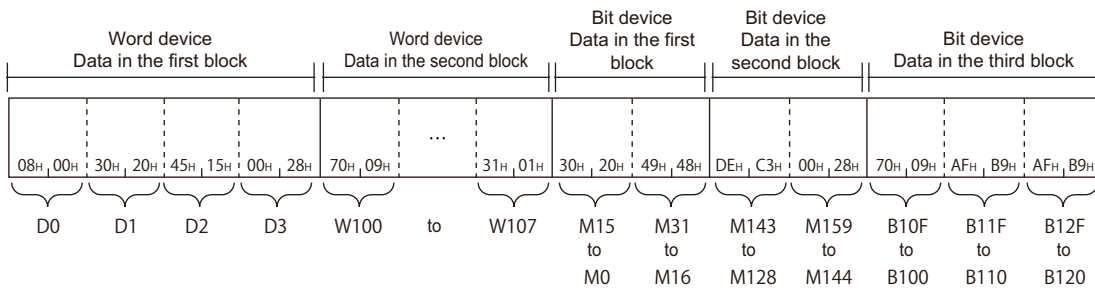 Word device
Data in the first block
Word device
Data in the second block
Bit device
Data in the first
block
Bit device
Data in the
second block
Bit device
Data in the third block
08H 00H 30H 20H 45H 15H 00H 28H 70H 09H ... 31H 01H 30H 20H 49H 48H DEH C3H 00H 28H 70H 09H AFH B9H AFH B9H
D0 D1 D2 D3 W100 to W107 M15 M31 M143 M159 B10F B11F B12F
to to to to to to to
M0 M16 M128 M144 B100 B110 B120